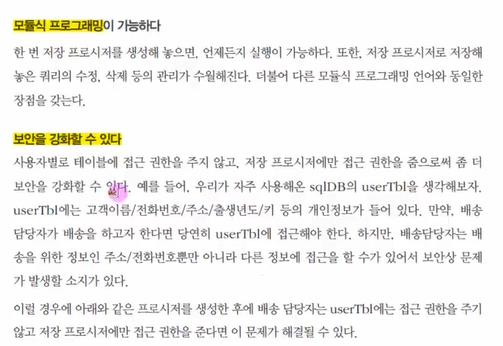 모듈식 프로그래밍이 가능하다
한 번 저장 프로시저를 생성해 놓으면, 언제든지 실행이 가능하다. 또한, 저장 프로시저로 저장해
놓은 쿼리의 수정, 삭제 등의 관리가 수월해진다. 더불어 다른 모듈식 프로그래밍 언어와 동일한
장점을 갖는다.
보안을 강화할 수 있다
사용자별로 테이블에 접근 권한을 주지 않고, 저장 프로시저에만 접근 권한을 줌으로써 좀 더
보안을 강화할 수 있다. 예를 들어, 우리가 자주 사용해온 sqlDB의 userTbl을 생각해보자.
userTbl에는 고객이름/전화번호/주소/출생년도/키 등의 개인정보가 들어 있다. 만약, 배송
담당자가 배송을 하고자 한다면 당연히 userTbl에 접근해야 한다. 하지만, 배송담당자는 배
송을 위한 정보인 주소/전화번호뿐만 아니라 다른 정보에 접근을 할 수가 있어서 보안상 문제
가 발생할 소지가 있다.
이럴 경우에 아래와 같은 프로시저를 생성한 후에 배송 담당자는 userTbl에는 접근 권한을 주기
않고 저장 프로시저에만 접근 권한을 준다면 이 문제가 해결될 수 있다.